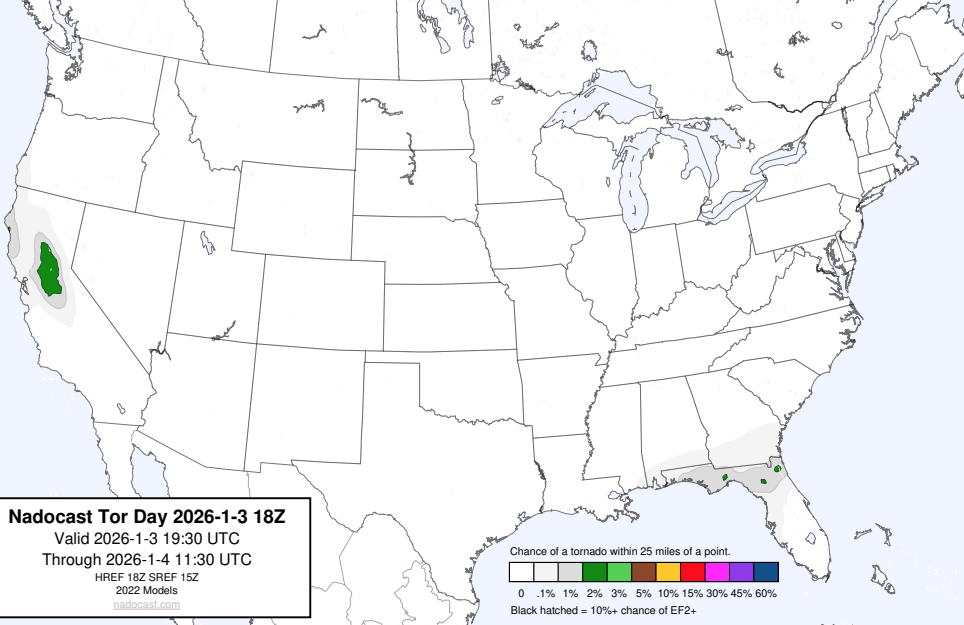 Nadocast Tor Day 2026-1-3 18Z
Valid 2026-1-3 19:30 UTC
Through 2026-1-4 11:30 UTC
HREF 18Z SREF 15Z
2022 Models
nadocast.com
Chance of a tornado within 25 miles of a point.
0 .1% 1% 2% 3% 5% 10% 15% 30% 45% 60%
Black hatched = 10%+ chance of EF2+